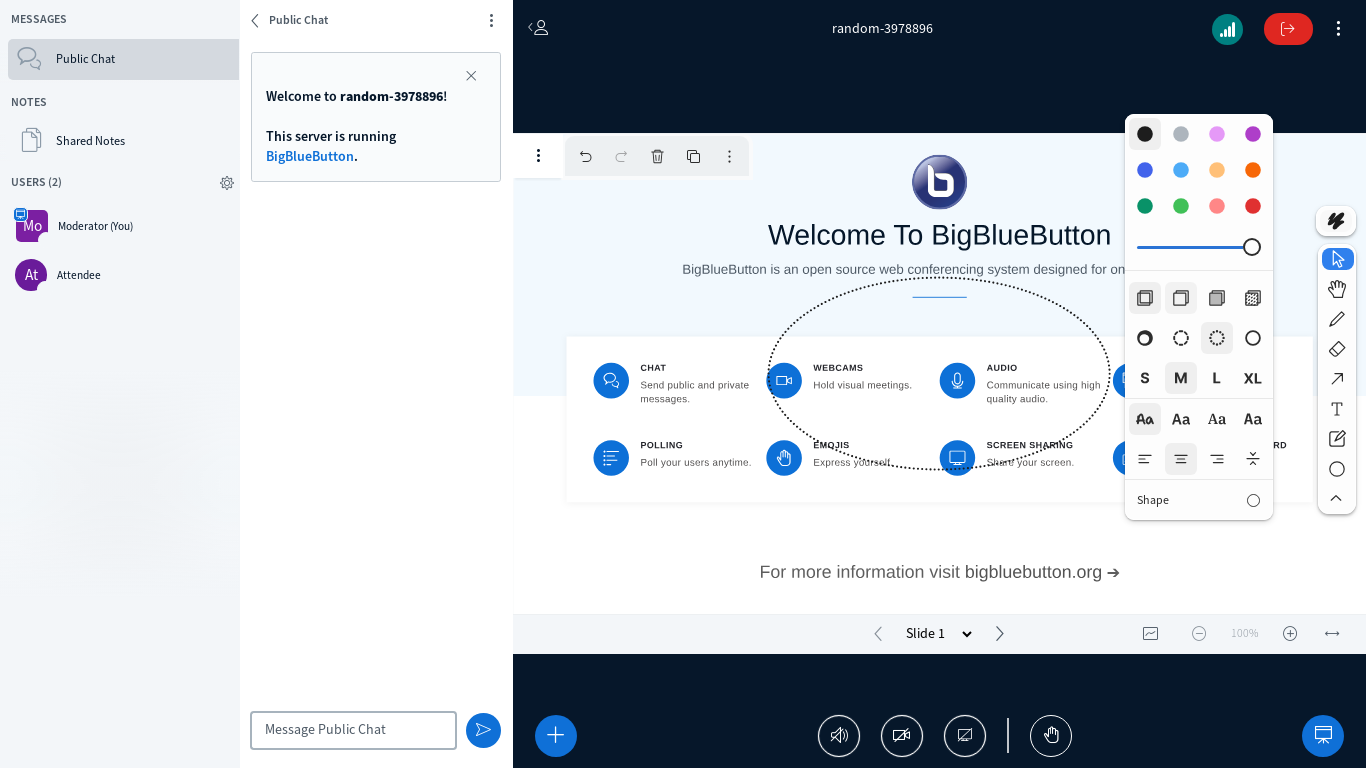 MESSAGES
Public Chat
NOTES
Shared Notes
USERS (2)
Mo
Moderator (You)
At
Attendee
Public Chat
Welcome to random-3978896!
This server is running
BigBlueButton.
Message Public Chat
random-3978896
Welcome To BigBlueButton
BigBlueButton is an open source web conferencing system designed for on
CHAT
Send public and private
messages.
WEBCAMS
Hold visual meetings.
AUDIO
Communicate using high
quality audio.
POLLING
Poll your users anytime.
EMOJIS
Express yourself.
SCREEN SHARING
Share your screen.
RD
For more information visit bigbluebutton.org ➔
Slide 1
100%
S M L XL
Aa Aa Aa Aa
Shape
T